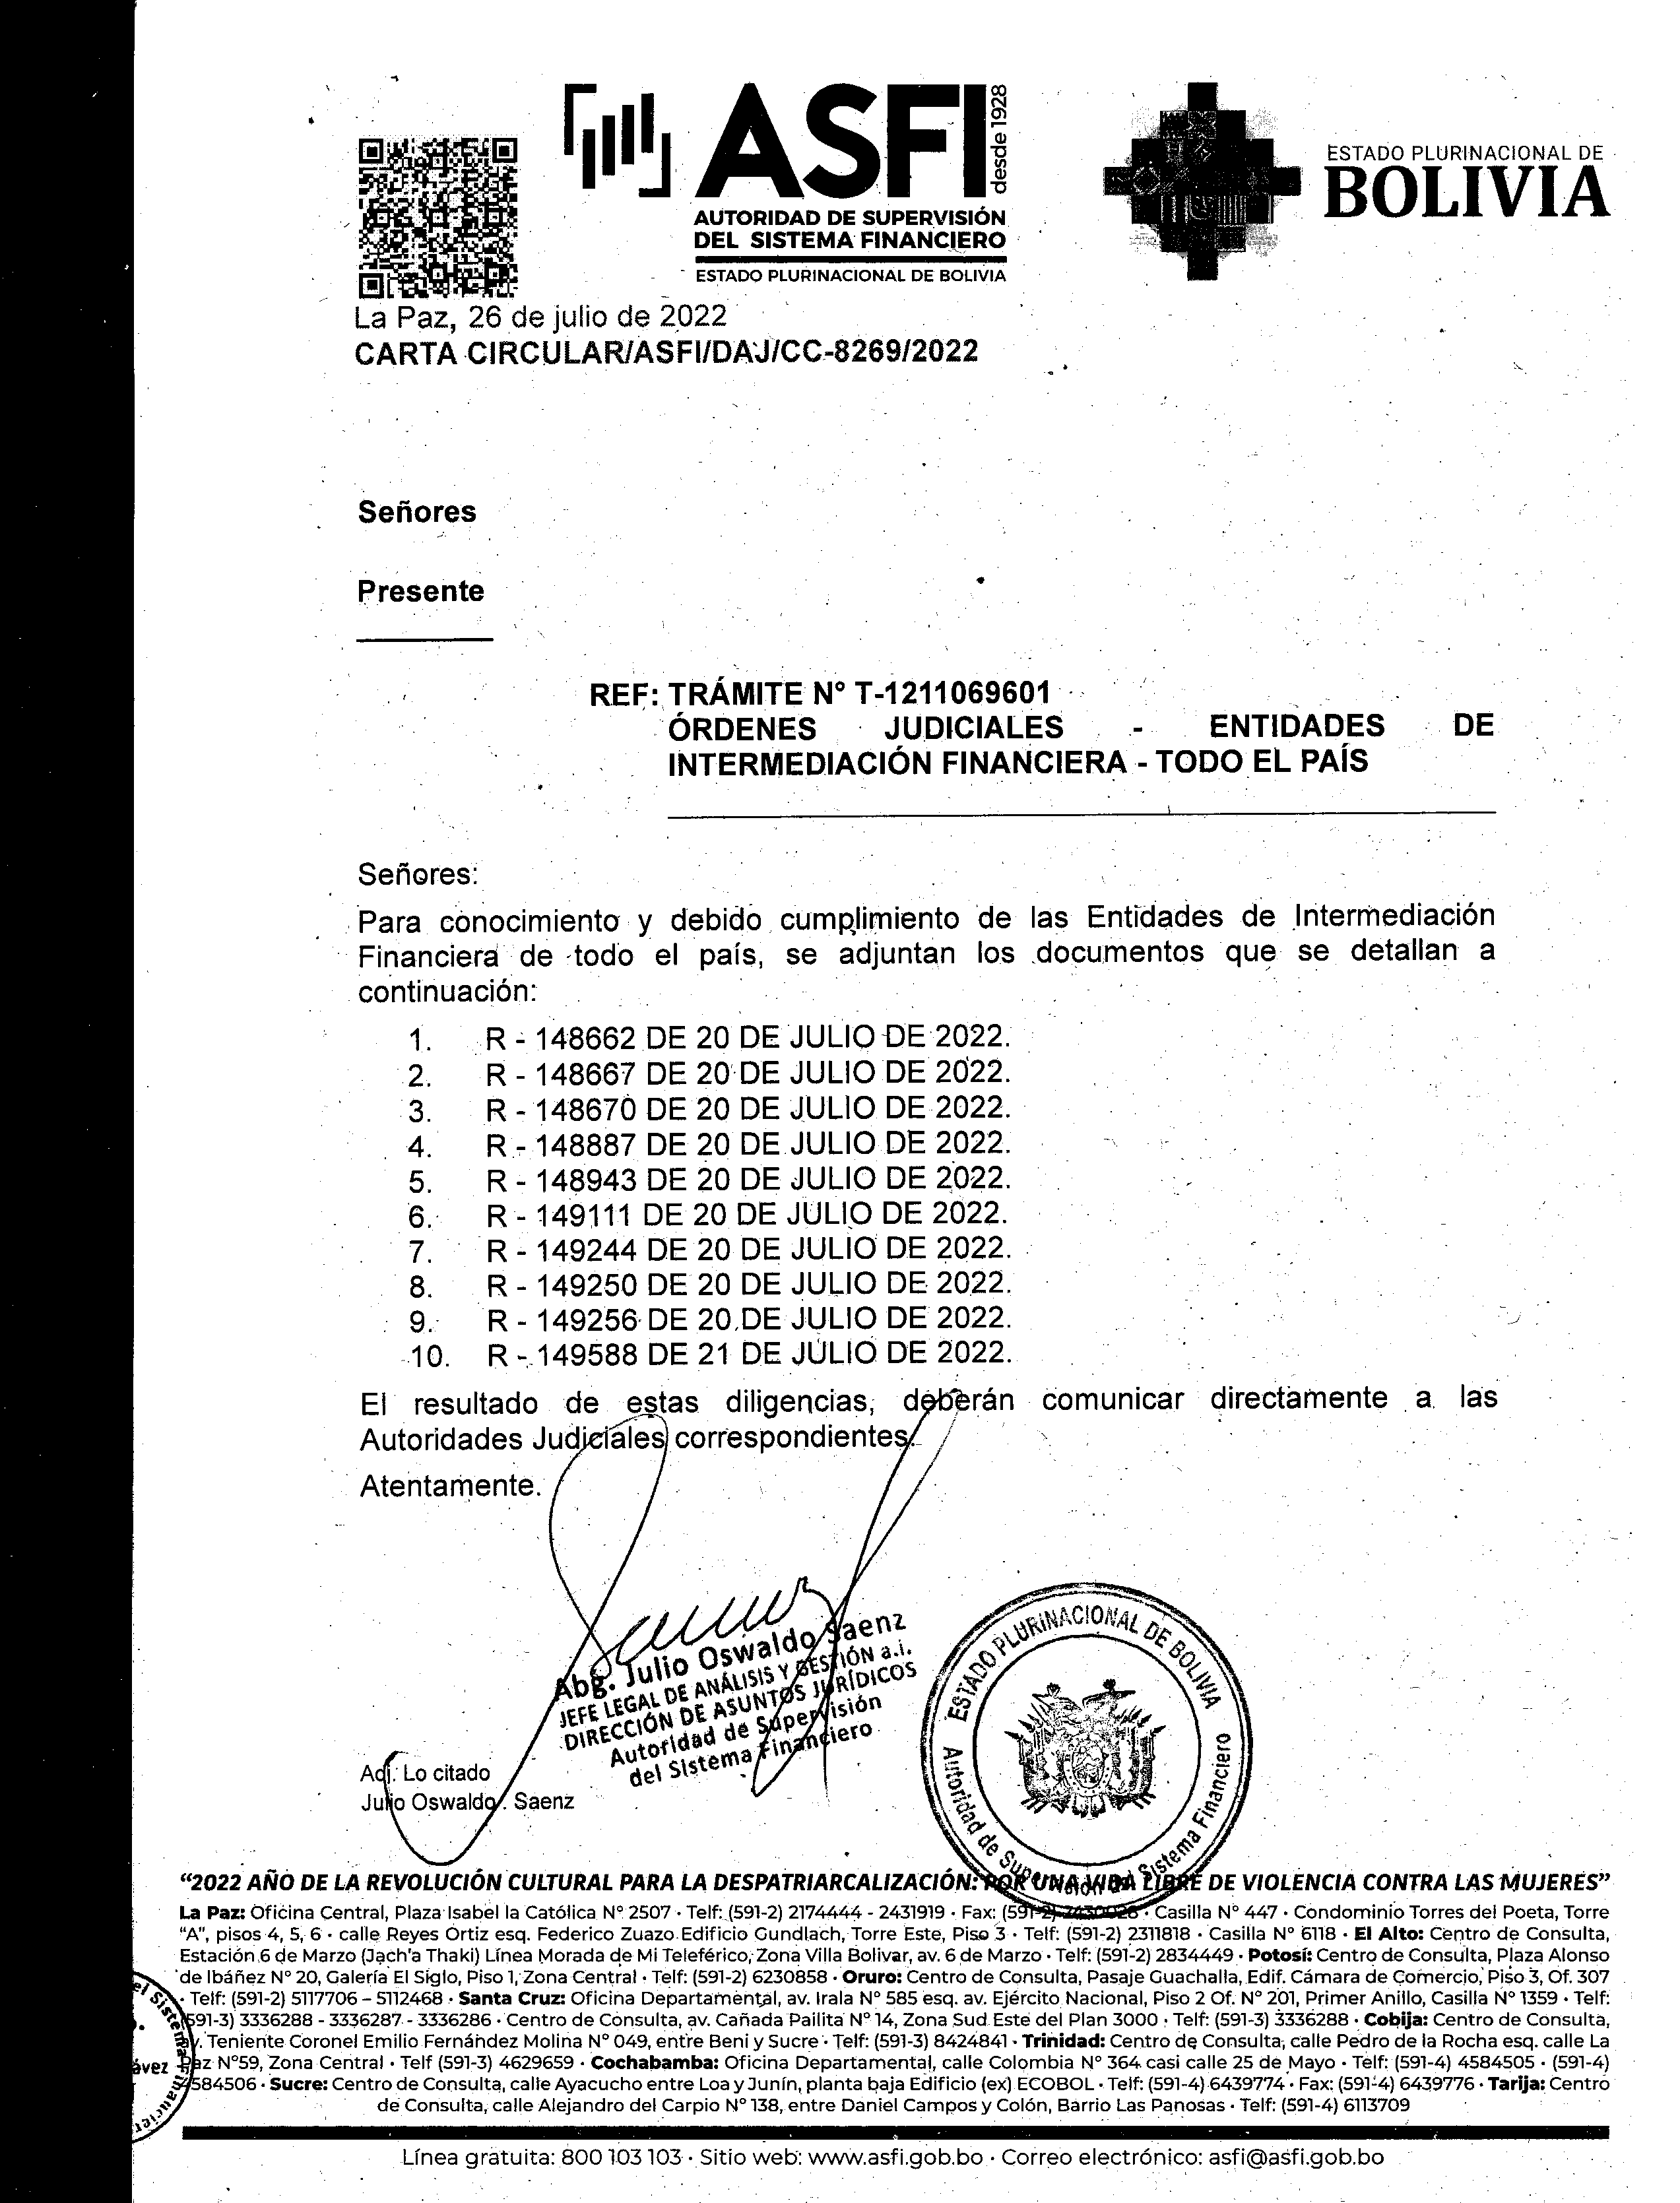 ASFI
desde 1928
AUTORIDAD DE SUPERVISIÓN
DEL SISTEMA FINANCIERO
ESTADO PLURINACIONAL DE BOLIVIA
ESTADO PLURINACIONAL DE
BOLIVIA
La Paz, 26 de julio de 2022
CARTA CIRCULAR/ASFI/DAJ/CC-8269/2022
Señores
Presente
REF: TRÁMITE N° T-1211069601
ÓRDENES JUDICIALES - ENTIDADES DE
INTERMEDIACIÓN FINANCIERA - TODO EL PAÍS
Señores:
Para conocimiento y debido cumplimiento de las Entidades de Intermediación
Financiera de todo el país, se adjuntan los documentos que se detallan a
continuación:
1. R - 148662 DE 20 DE JULIO DE 2022.
2. R - 148667 DE 20 DE JULIO DE 2022.
3. R - 148670 DE 20 DE JULIO DE 2022.
4. R - 148887 DE 20 DE JULIO DE 2022.
5. R - 148943 DE 20 DE JULIO DE 2022.
6. R - 149111 DE 20 DE JULIO DE 2022.
7. R - 149244 DE 20 DE JULIO DE 2022.
8. R - 149250 DE 20 DE JULIO DE 2022.
9. R - 149256 DE 20 DE JULIO DE 2022.
10. R - 149588 DE 21 DE JULIO DE 2022.
El resultado de estas diligencias, deberán comunicar directamente a las
Autoridades Judiciales correspondientes.
Atentamente.
Abg. Julio Oswaldo Saenz
JEFE LEGAL DE ANÁLISIS Y GESTIÓN a.i.
DIRECCIÓN DE ASUNTOS JURÍDICOS
Autoridad de Supervisión
del Sistema Financiero
ESTADO PLURINACIONAL DE BOLIVIA
Autoridad de Supervisión del Sistema Financiero
Adj. Lo citado
Julio Oswaldo Saenz
“2022 AÑO DE LA REVOLUCIÓN CULTURAL PARA LA DESPATRIARCALIZACIÓN: POR UNA VIDA LIBRE DE VIOLENCIA CONTRA LAS MUJERES”
La Paz: Oficina Central, Plaza Isabel la Católica N° 2507 · Telf: (591-2) 2174444 - 2431919 · Fax: (591-2) 2430028 · Casilla N° 447 · Condominio Torres del Poeta, Torre
“A”, pisos 4, 5, 6 · calle Reyes Ortiz esq. Federico Zuazo Edificio Gundlach, Torre Este, Piso 3 · Telf: (591-2) 2311818 · Casilla N° 6118 · El Alto: Centro de Consulta,
Estación 6 de Marzo (Jach'a Thaki) Línea Morada de Mi Teleférico, Zona Villa Bolivar, av. 6 de Marzo · Telf: (591-2) 2834449 · Potosí: Centro de Consulta, Plaza Alonso
de Ibáñez N° 20, Galería El Siglo, Piso 1, Zona Central · Telf: (591-2) 6230858 · Oruro: Centro de Consulta, Pasaje Guachalla, Edif. Cámara de Comercio, Piso 3, Of. 307
· Telf: (591-2) 5117706 – 5112468 · Santa Cruz: Oficina Departamental, av. Irala N° 585 esq. av. Ejército Nacional, Piso 2 Of. N° 201, Primer Anillo, Casilla N° 1359 · Telf:
(591-3) 3336288 - 3336287 - 3336286 · Centro de Consulta, av. Cañada Pailita N° 14, Zona Sud Este del Plan 3000 · Telf: (591-3) 3336288 · Cobija: Centro de Consulta,
Teniente Coronel Emilio Fernández Molina N° 049, entre Beni y Sucre · Telf: (591-3) 8424841 · Trinidad: Centro de Consulta, calle Pedro de la Rocha esq. calle La
Paz N°59, Zona Central · Telf (591-3) 4629659 · Cochabamba: Oficina Departamental, calle Colombia N° 364 casi calle 25 de Mayo · Telf: (591-4) 4584505 · (591-4)
4584506 · Sucre: Centro de Consulta, calle Ayacucho entre Loa y Junín, planta baja Edificio (ex) ECOBOL · Telf: (591-4) 6439774 · Fax: (591-4) 6439776 · Tarija: Centro
de Consulta, calle Alejandro del Carpio N° 138, entre Daniel Campos y Colón, Barrio Las Panosas · Telf: (591-4) 6113709
Línea gratuita: 800 103 103 · Sitio web: www.asfi.gob.bo · Correo electrónico: asfi@asfi.gob.bo